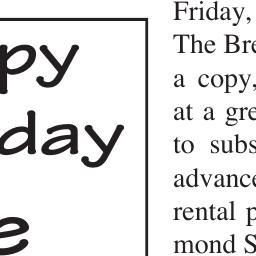 py
day
e
Friday,
The Bre
a copy,
at a gre
to subs
advance
rental p
mond S